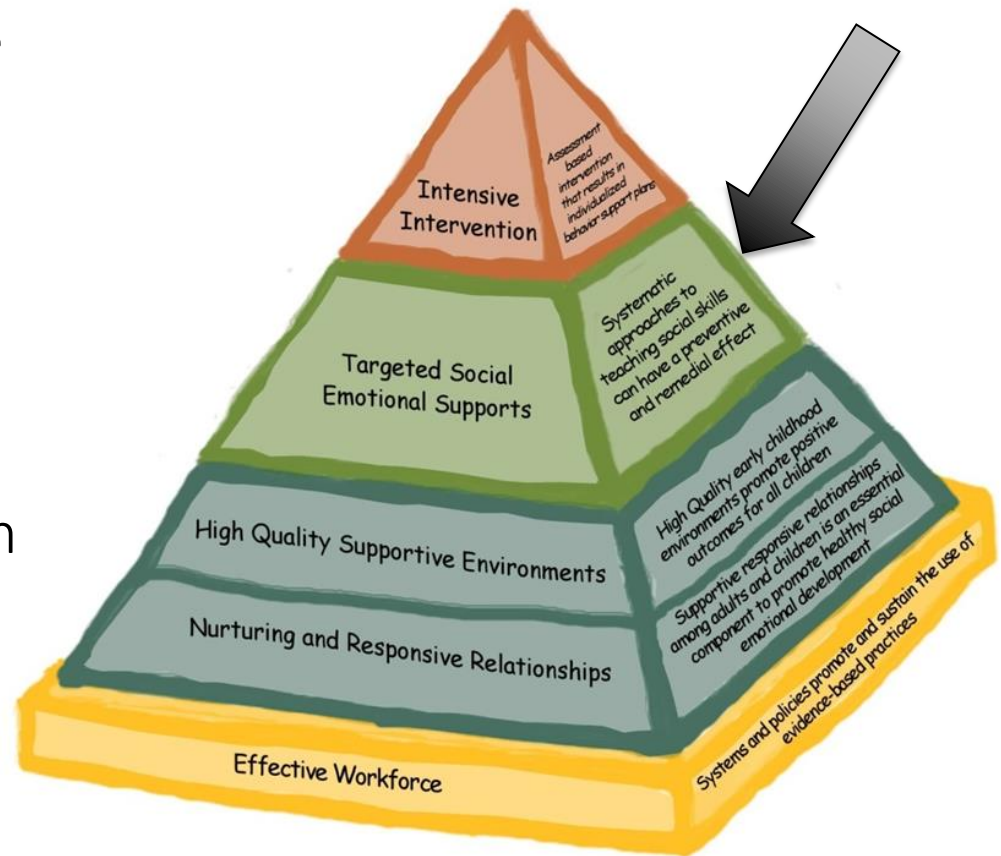 Intensive
Intervention
Assessment
based
intervention
that results in
individualized
behavior support plans
Targeted Social
Emotional Supports
Systematic
approaches to
teaching social skills
can have a preventive
and remedial effect
High Quality Supportive Environments
High Quality early childhood
environments promote positive
outcomes for all children
Nurturing and Responsive Relationships
Supportive responsive relationships
among adults and children is an essential
component to promote healthy social
emotional development
Effective Workforce
Systems and policies promote and sustain the use of
evidence-based practices